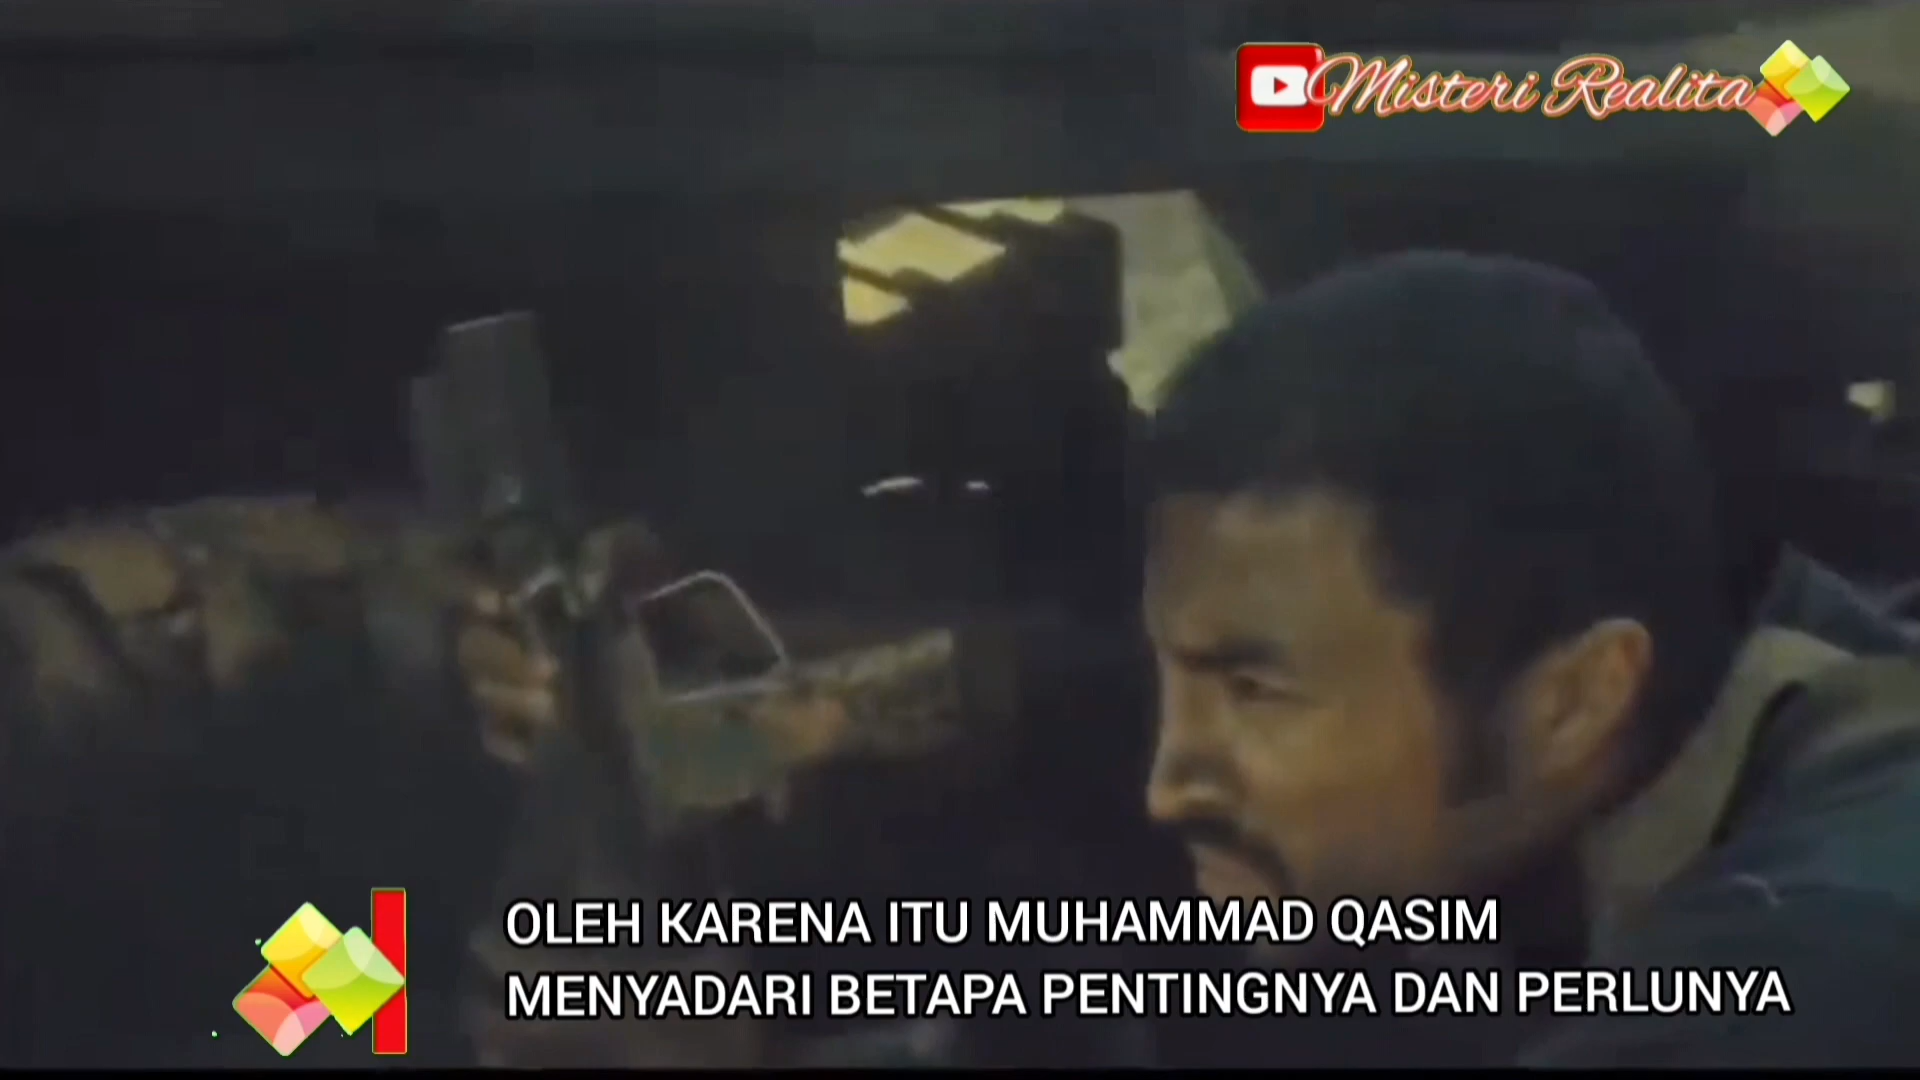 Misteri Realita
OLEH KARENA ITU MUHAMMAD QASIM
MENYADARI BETAPA PENTINGNYA DAN PERLUNYA